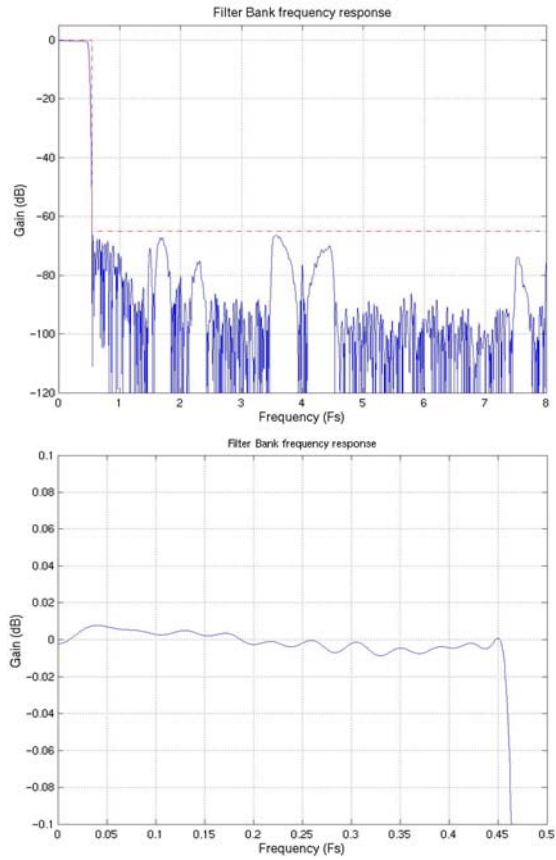 Filter Bank frequency response
0
−20
−40
−60
−80
−100
−120
Gain (dB)
0 1 2 3 4 5 6 7 8
Frequency (Fs)
Filter Bank frequency response
0.1
0.08
0.06
0.04
0.02
0
−0.02
−0.04
−0.06
−0.08
−0.1
Gain (dB)
0 0.05 0.1 0.15 0.2 0.25 0.3 0.35 0.4 0.45 0.5
Frequency (Fs)